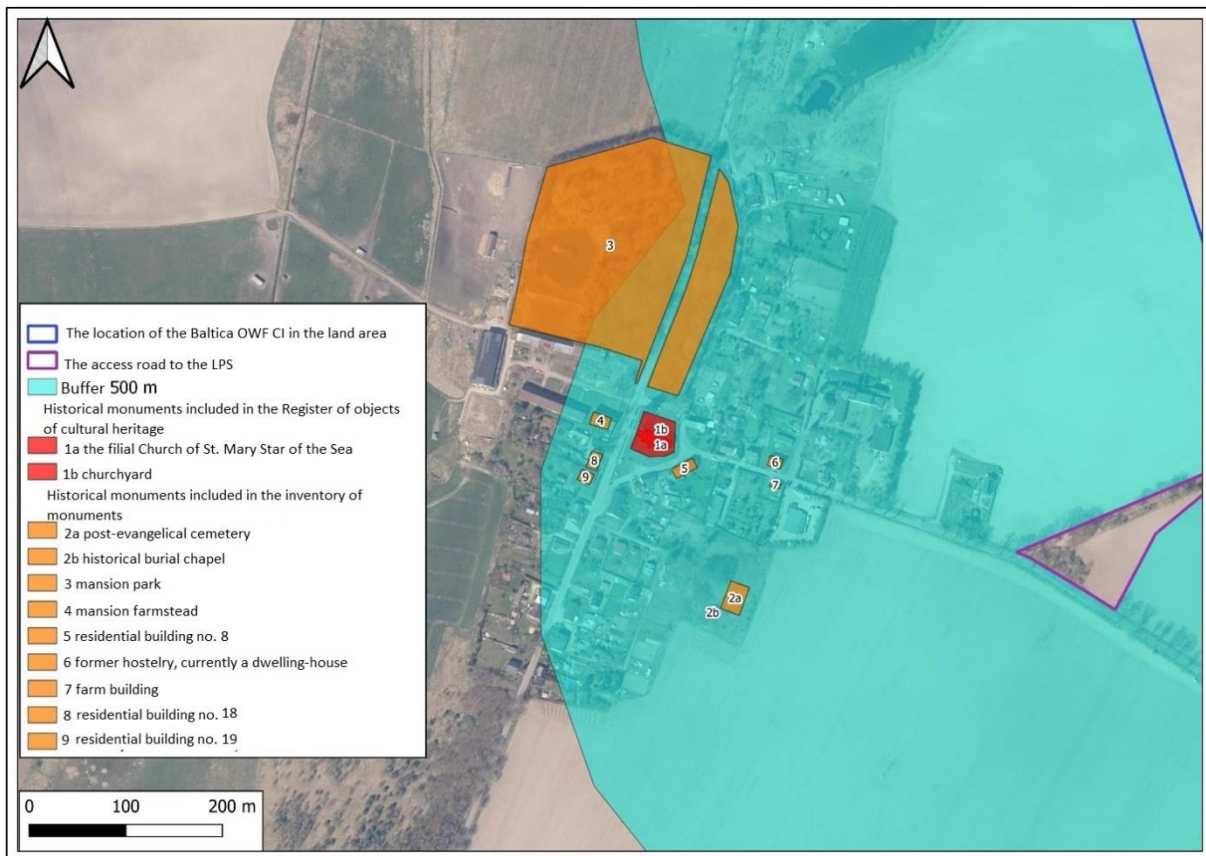 3
1b
1a
4
8
9
5
6
7
2a
2b
The location of the Baltica OWF CI in the land area
The access road to the LPS
Buffer 500 m
Historical monuments included in the Register of objects
of cultural heritage
1a the filial Church of St. Mary Star of the Sea
1b churchyard
Historical monuments included in the inventory of
monuments
2a post-evangelical cemetery
2b historical burial chapel
3 mansion park
4 mansion farmstead
5 residential building no. 8
6 former hostelry, currently a dwelling-house
7 farm building
8 residential building no. 18
9 residential building no. 19
0 100 200 m